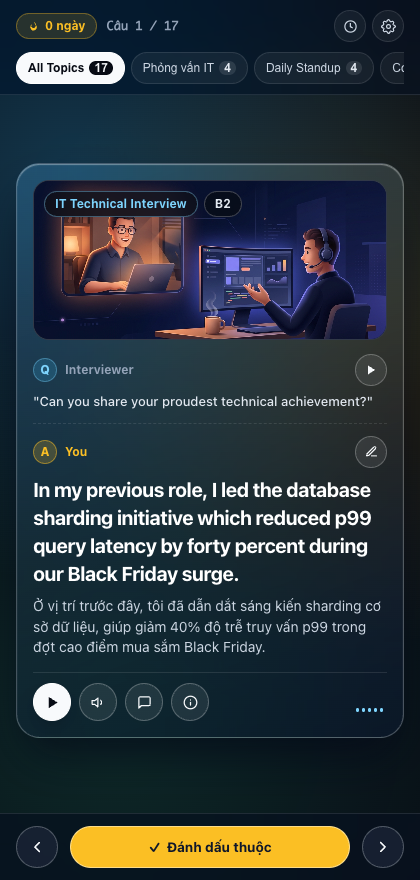 0 ngày
Câu 1 / 17
All Topics 17
Phỏng vấn IT 4
Daily Standup 4
IT Technical Interview
B2
Q Interviewer
"Can you share your proudest technical achievement?"
A You
In my previous role, I led the database
sharding initiative which reduced p99
query latency by forty percent during
our Black Friday surge.
Ở vị trí trước đây, tôi đã dẫn dắt sáng kiến sharding cơ
sở dữ liệu, giúp giảm 40% độ trễ truy vấn p99 trong
đợt cao điểm mua sắm Black Friday.
Đánh dấu thuộc